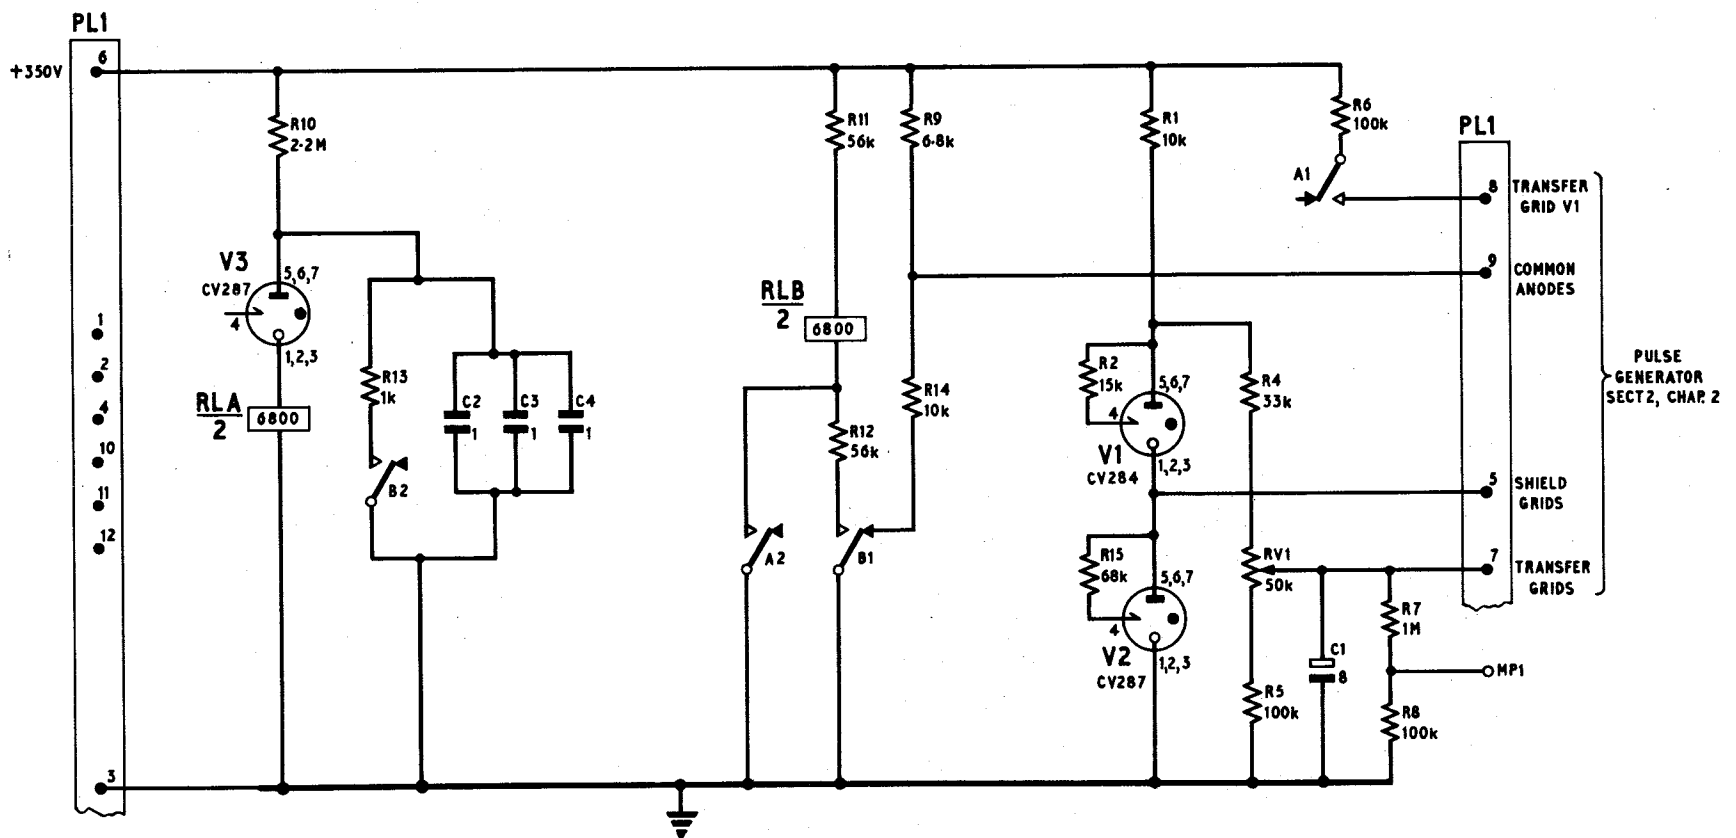 PL1
+350V
6
R10
2·2M
V3
5,6,7
CV287
4
1,2,3
RLA
2
6800
1
2
4
10
11
12
3
R13
1k
B2
C2
1
C3
1
C4
1
R11
56k
R9
6·8k
RLB
2
6800
R12
56k
R14
10k
A2
B1
R1
10k
R2
15k
5,6,7
4
V1
1,2,3
CV284
R4
33k
R15
68k
5,6,7
4
V2
1,2,3
CV287
RV1
50k
R5
100k
C1
8
R7
1M
MP1
R8
100k
R6
100k
A1
PL1
8
TRANSFER
GRID V1
9
COMMON
ANODES
5
SHIELD
GRIDS
7
TRANSFER
GRIDS
PULSE
GENERATOR
SECT 2, CHAP. 2